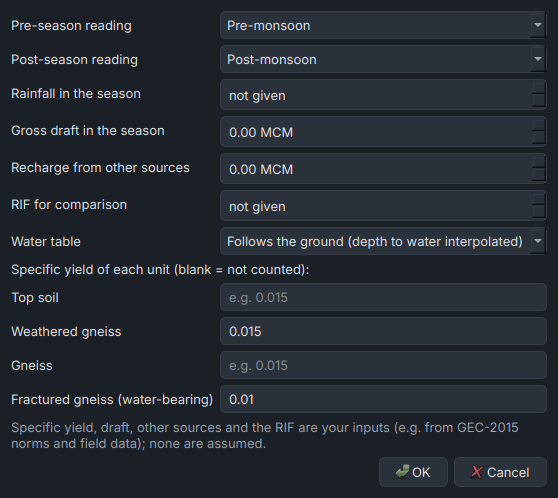 Pre-season reading Pre-monsoon
Post-season reading Post-monsoon
Rainfall in the season not given
Gross draft in the season 0.00 MCM
Recharge from other sources 0.00 MCM
RIF for comparison not given
Water table Follows the ground (depth to water interpolated)
Specific yield of each unit (blank = not counted):
Top soil e.g. 0.015
Weathered gneiss 0.015
Gneiss e.g. 0.015
Fractured gneiss (water-bearing) 0.01
Specific yield, draft, other sources and the RIF are your inputs (e.g. from GEC-2015
norms and field data); none are assumed.
OK Cancel